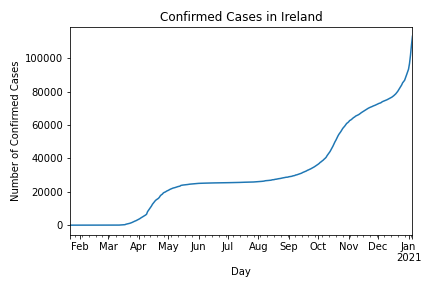 Confirmed Cases in Ireland
Number of Confirmed Cases
100000
80000
60000
40000
20000
0
Feb Mar Apr May Jun Jul Aug Sep Oct Nov Dec Jan
2021
Day